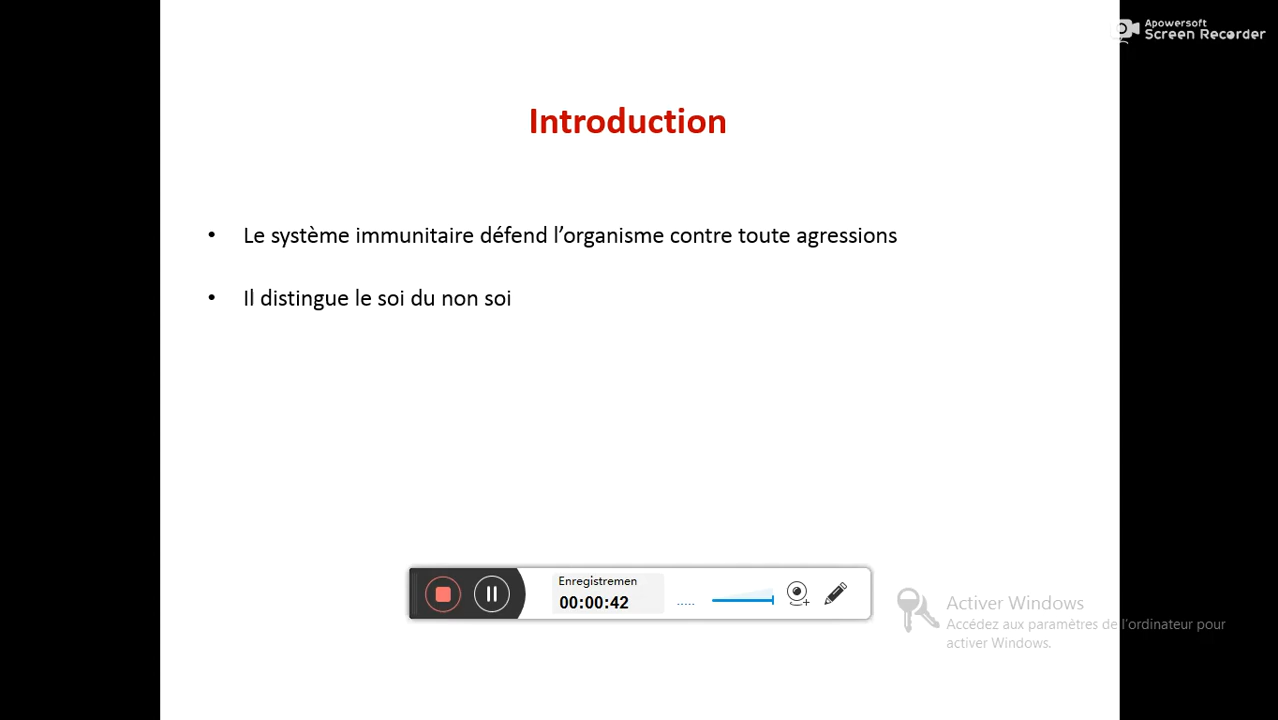 Apowersoft
Screen Recorder
Introduction
• Le système immunitaire défend l’organisme contre toute agressions
• Il distingue le soi du non soi
Enregistremen
00:00:42
Activer Windows
Accédez aux paramètres de l'ordinateur pour
activer Windows.